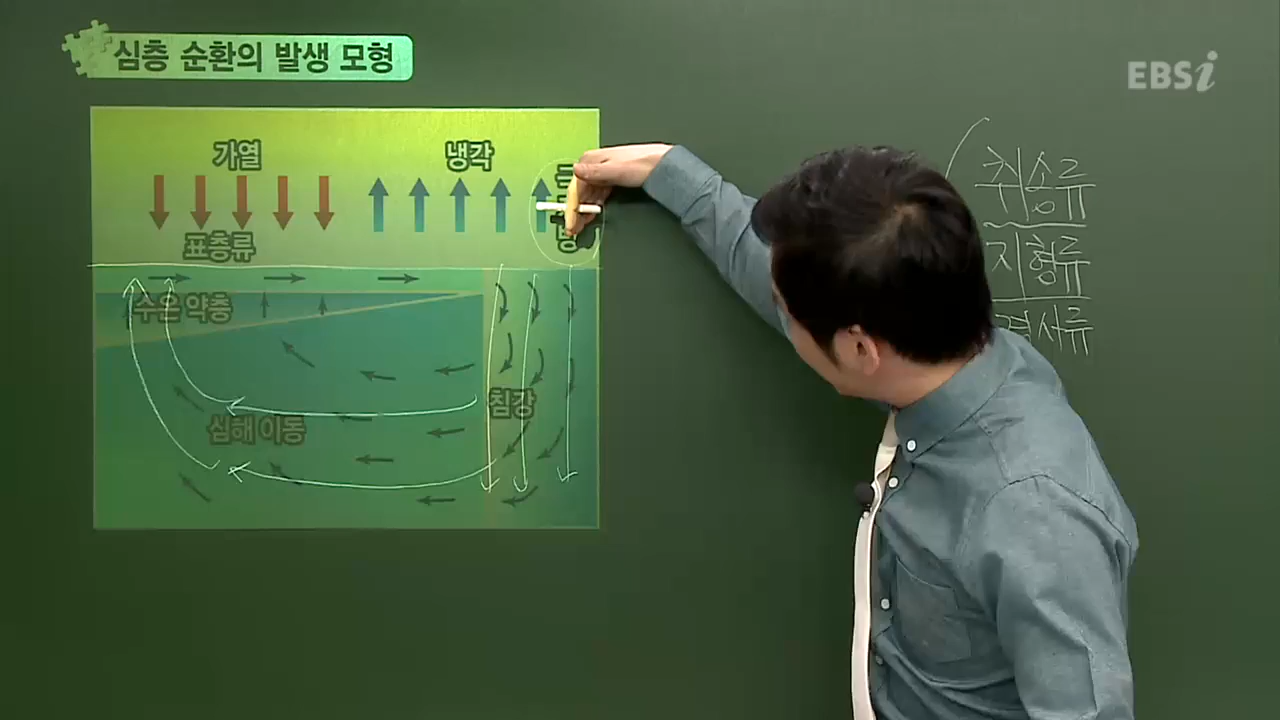 심층 순환의 발생 모형
EBSi
가열
냉각
표층류
수온 약층
침강
심해 이동
취송류
지형류
경사류